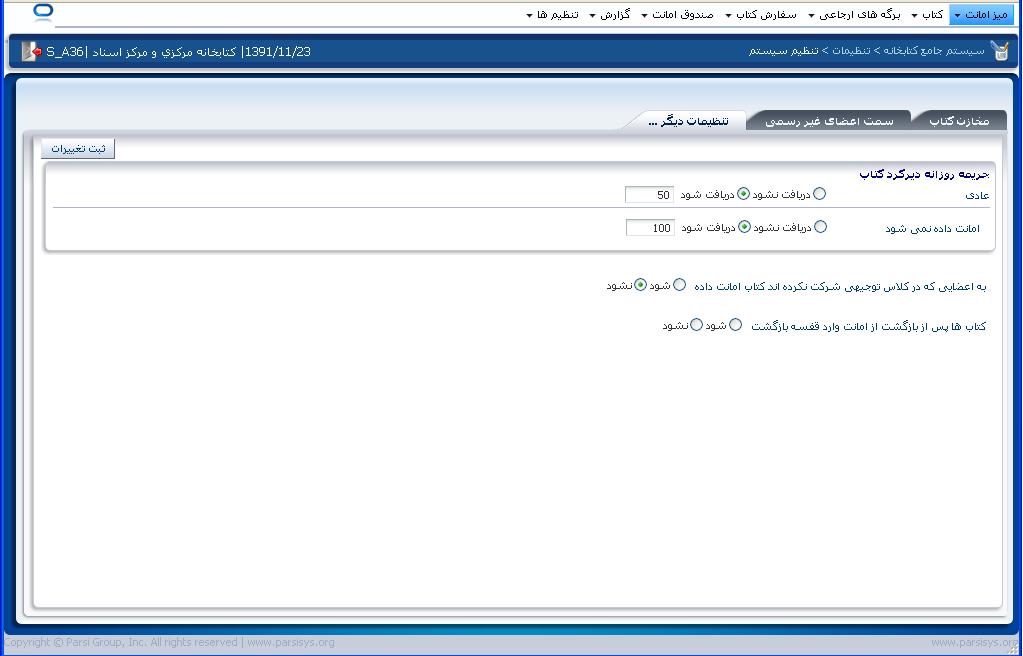 میز امانت کتاب برگه های ارجاعی سفارش کتاب صندوق امانت گزارش تنظیم ها
سیستم جامع کتابخانه > تنظیمات > تنظیم سیستم
1391/11/23| کتابخانه مرکزي و مرکز اسناد |S_A36
مجازت کتاب سمت اعضای غیر رسمی تنظیمات دیگر ...
ثبت تغییرات
جریمه روزانه دیرکرد کتاب
عادی دریافت نشود دریافت شود 50
امانت داده نمی شود دریافت نشود دریافت شود 100
به اعضایی که در کلاس توجیهی شرکت نکرده اند کتاب امانت داده شود نشود
کتاب ها پس از بازگشت از امانت وارد قفسه بازگشت شود نشود
Copyright © Parsi Group, Inc. All rights reserved | www.parsisys.org
www.parsisys.org